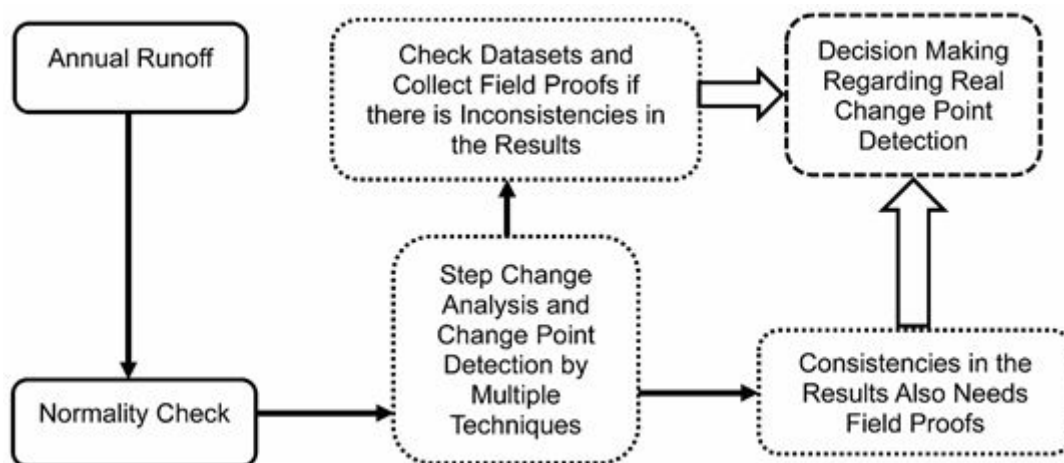 Annual Runoff
Check Datasets and
Collect Field Proofs if
there is Inconsistencies in
the Results
Decision Making
Regarding Real
Change Point
Detection
Step Change
Analysis and
Change Point
Detection by
Multiple
Techniques
Normality Check
Consistencies in the
Results Also Needs
Field Proofs